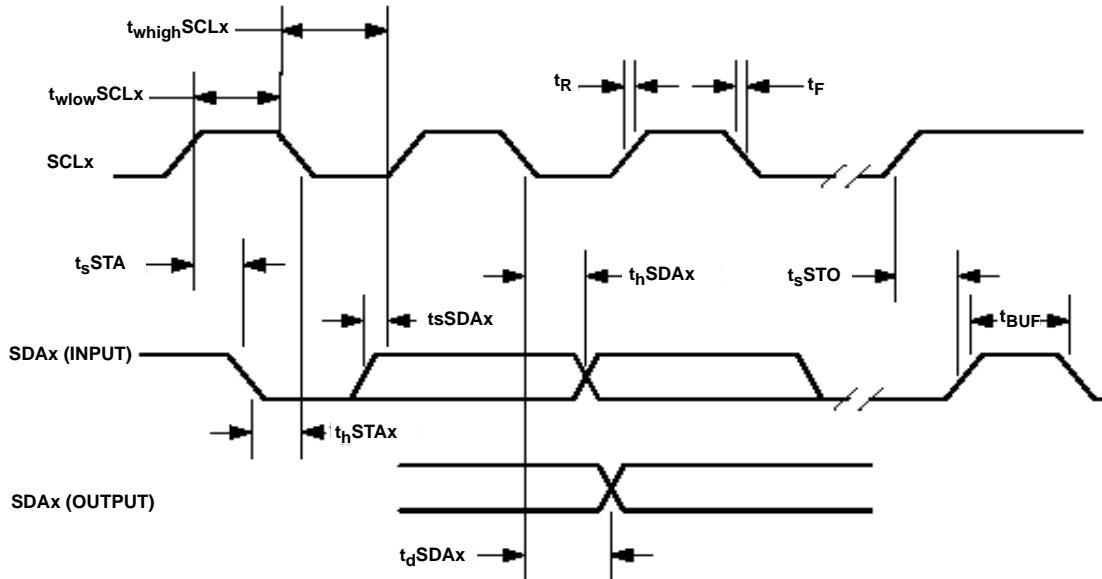 twhighSCLx
twlowSCLx
tR
tF
SCLx
tsSTA
thSDAx
tsSTO
tsSDAx
tBUF
SDAx (INPUT)
thSTAx
SDAx (OUTPUT)
tdSDAx